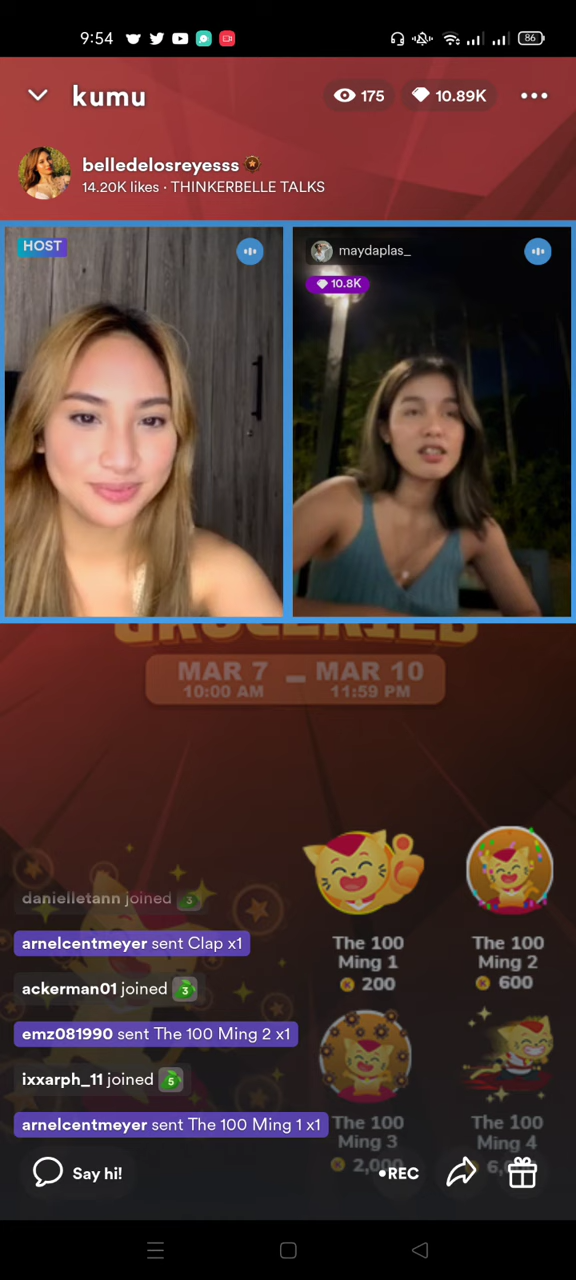 9:54
86
kumu
175
10.89K
belledelosreyesss
14.20K likes · THINKERBELLE TALKS
HOST
maydaplas_
10.8K
GROCERIES
MAR 7 - MAR 10
10:00 AM 11:59 PM
danielletann joined 3
arnelcentmeyer sent Clap x1
ackerman01 joined 3
emz081990 sent The 100 Ming 2 x1
ixxarph_11 joined 5
arnelcentmeyer sent The 100 Ming 1 x1
The 100
Ming 1
200
The 100
Ming 2
600
The 100
Ming 3
The 100
Ming 4
Say hi!
•REC